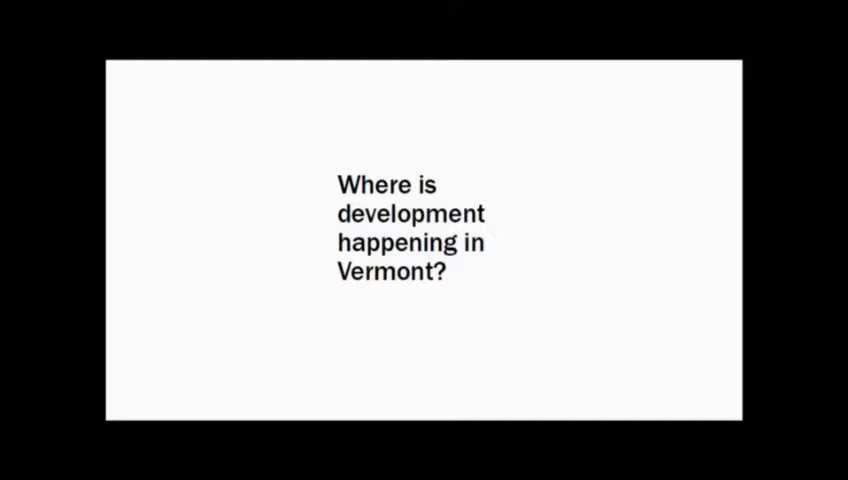 Where is
development
happening in
Vermont?